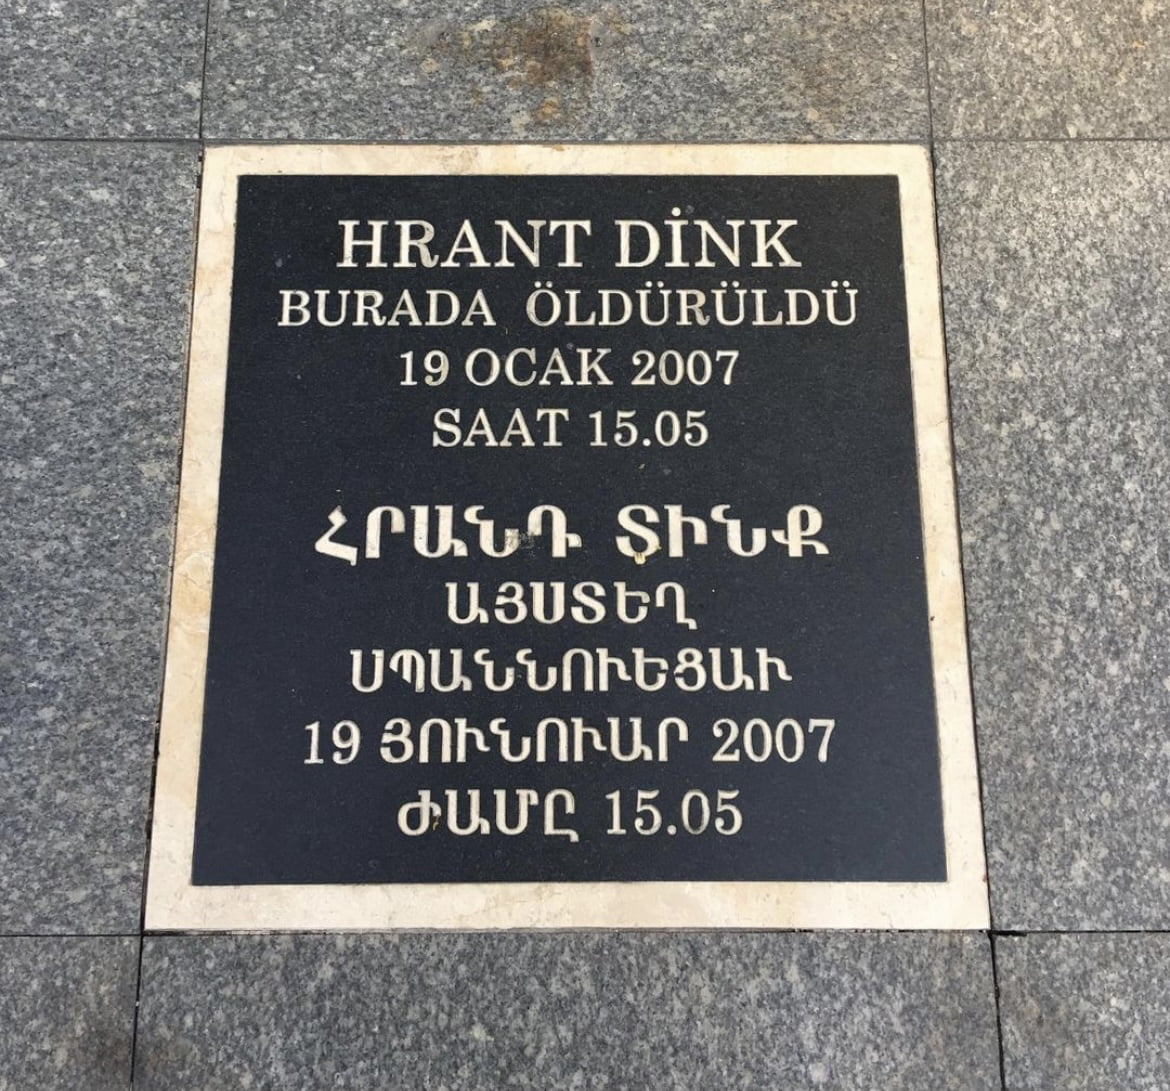 HRANT DİNK
BURADA ÖLDÜRÜLDÜ
19 OCAK 2007
SAAT 15.05
ՀՐԱՆԴ ՏԻՆՔ
ԱՅՍՏԵՂ
ՍՊԱՆՆՈՒԵՑԱՒ
19 ՅՈՒՆՈՒԱՐ 2007
ԺԱՄԸ 15.05